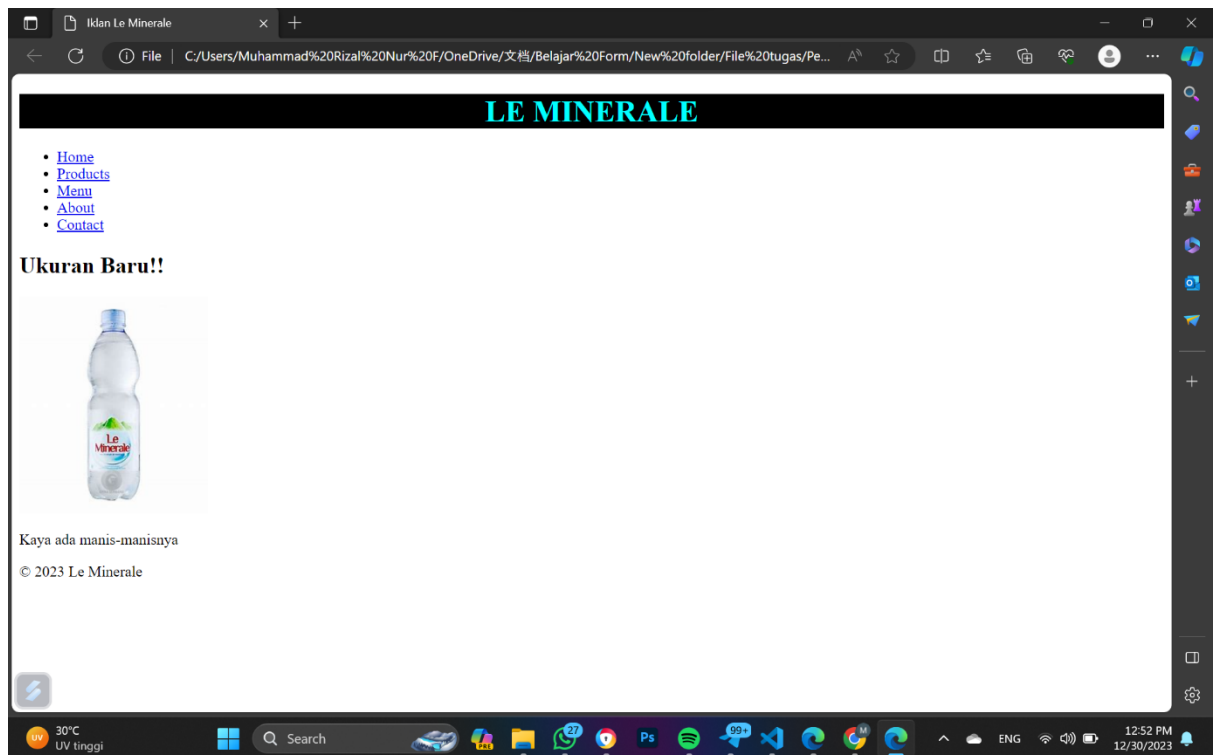 Iklan Le Minerale
File
C:/Users/Muhammad%20Rizal%20Nur%20F/OneDrive/文档/Belajar%20Form/New%20folder/File%20tugas/Pe...
LE MINERALE
Home
Products
Menu
About
Contact
Ukuran Baru!!
Le
Minerale
Kaya ada manis-manisnya
© 2023 Le Minerale
UV
30°C
UV tinggi
Search
PRE
27
Ps
99+
M
ENG
12:52 PM
12/30/2023